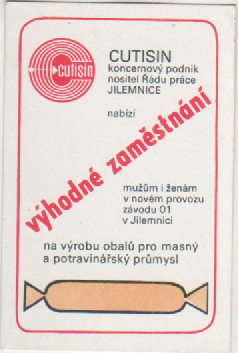 cutisin
CUTISIN
koncernový podnik
nositel Řádu práce
JILEMNICE
nabízí
výhodné zaměstnání
mužům i ženám
v novém provozu
závodu 01
v Jilemnici
na výrobu obalů pro masný
a potravinářský průmysl